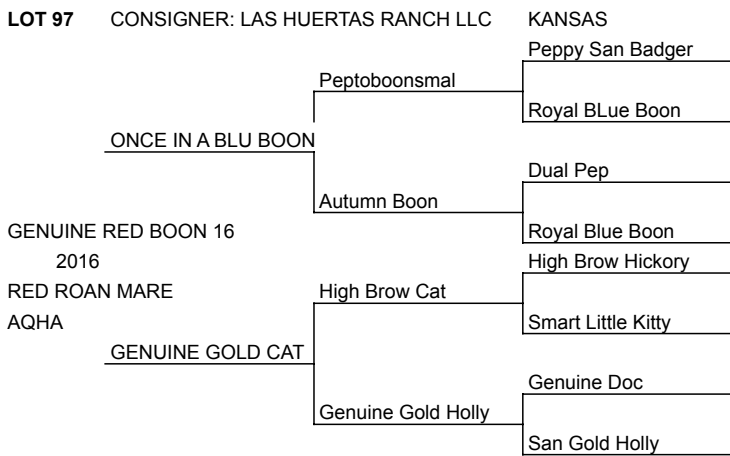 LOT 97 CONSIGNER: LAS HUERTAS RANCH LLC KANSAS
Peppy San Badger
Peptoboonsmal
Royal BLue Boon
ONCE IN A BLU BOON
Dual Pep
Autumn Boon
GENUINE RED BOON 16
Royal Blue Boon
2016
High Brow Hickory
RED ROAN MARE
High Brow Cat
AQHA
Smart Little Kitty
GENUINE GOLD CAT
Genuine Doc
Genuine Gold Holly
San Gold Holly